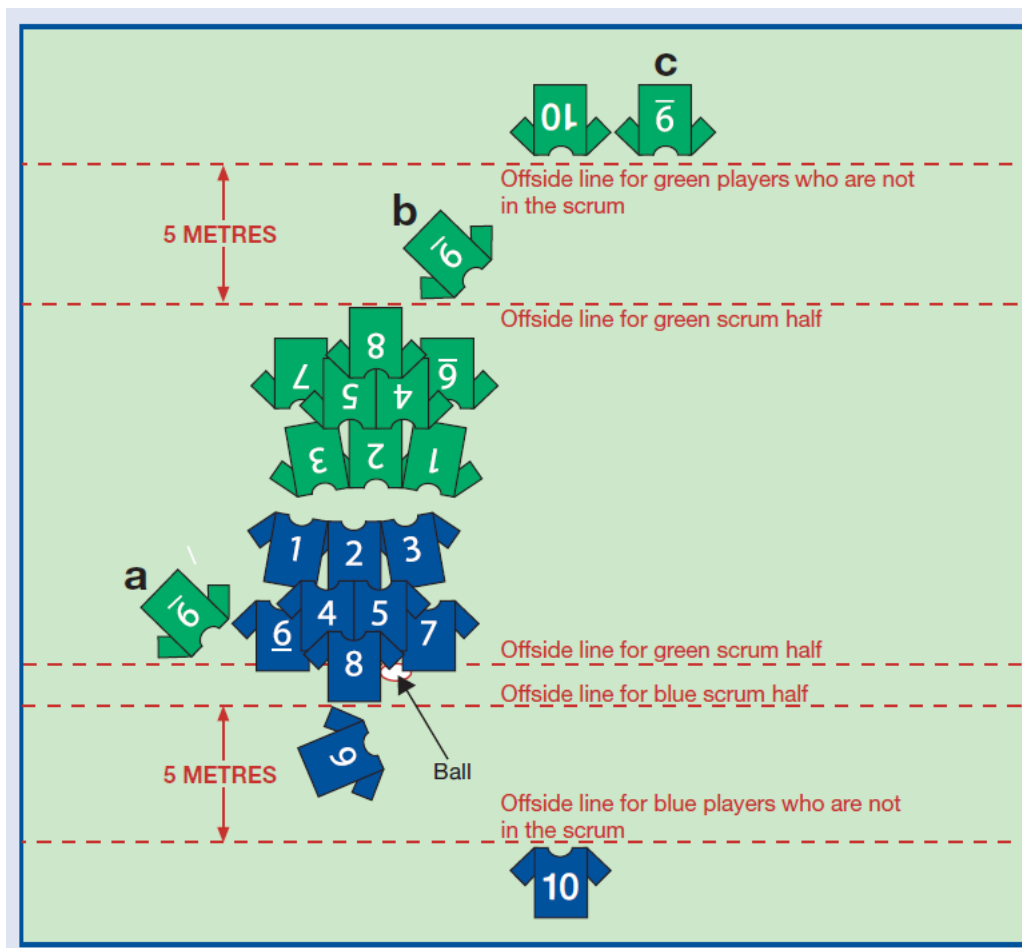 c
10 9
Offside line for green players who are not
in the scrum
b
5 METRES
9
Offside line for green scrum half
8
7 6
5 4
3 2 1
1 2 3
a
9
4 5
6 7
8
Offside line for green scrum half
Offside line for blue scrum half
9
Ball
5 METRES
Offside line for blue players who are not
in the scrum
10